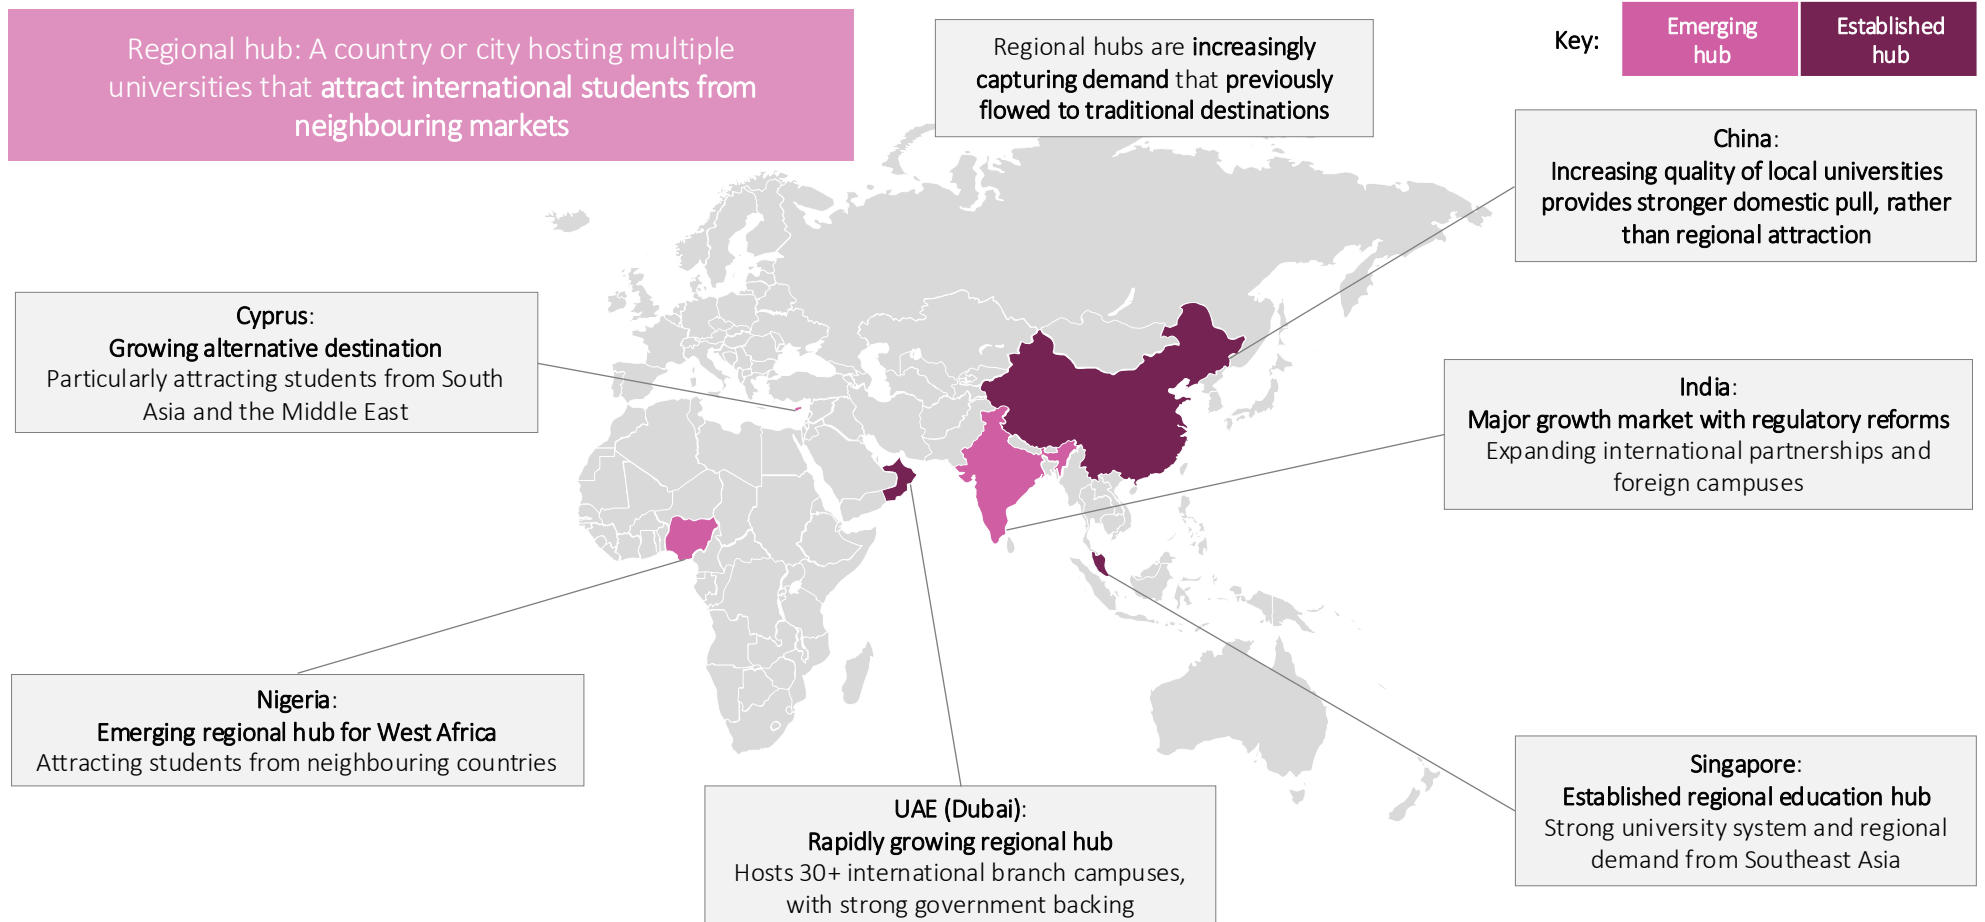 Regional hub: A country or city hosting multiple
universities that attract international students from
neighbouring markets
Regional hubs are increasingly
capturing demand that previously
flowed to traditional destinations
Key:
Emerging
hub
Established
hub
China:
Increasing quality of local universities
provides stronger domestic pull, rather
than regional attraction
Cyprus:
Growing alternative destination
Particularly attracting students from South
Asia and the Middle East
India:
Major growth market with regulatory reforms
Expanding international partnerships and
foreign campuses
Nigeria:
Emerging regional hub for West Africa
Attracting students from neighbouring countries
UAE (Dubai):
Rapidly growing regional hub
Hosts 30+ international branch campuses,
with strong government backing
Singapore:
Established regional education hub
Strong university system and regional
demand from Southeast Asia